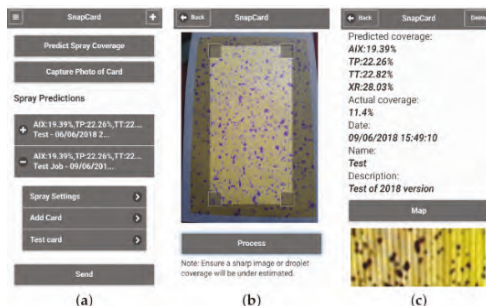 SnapCard
Predict Spray Coverage
Capture Photo of Card
Spray Predictions
AIX:19.39%,TP:22.26%,TT:22...
Test - 06/06/2018 2...
AIX:19.39%,TP:22.26%,TT:22...
Test Job - 09/06/201...
Spray Settings
Add Card
Test card
Send
(a)
Back
SnapCard
Process
Note: Ensure a sharp image or droplet
coverage will be under estimated.
(b)
Back
SnapCard
Predicted coverage:
AIX:19.39%
TP:22.26%
TT:22.82%
XR:28.03%
Actual coverage:
11.4%
Date:
09/06/2018 15:49:10
Name:
Test
Description:
Test of 2018 version
Map
(c)